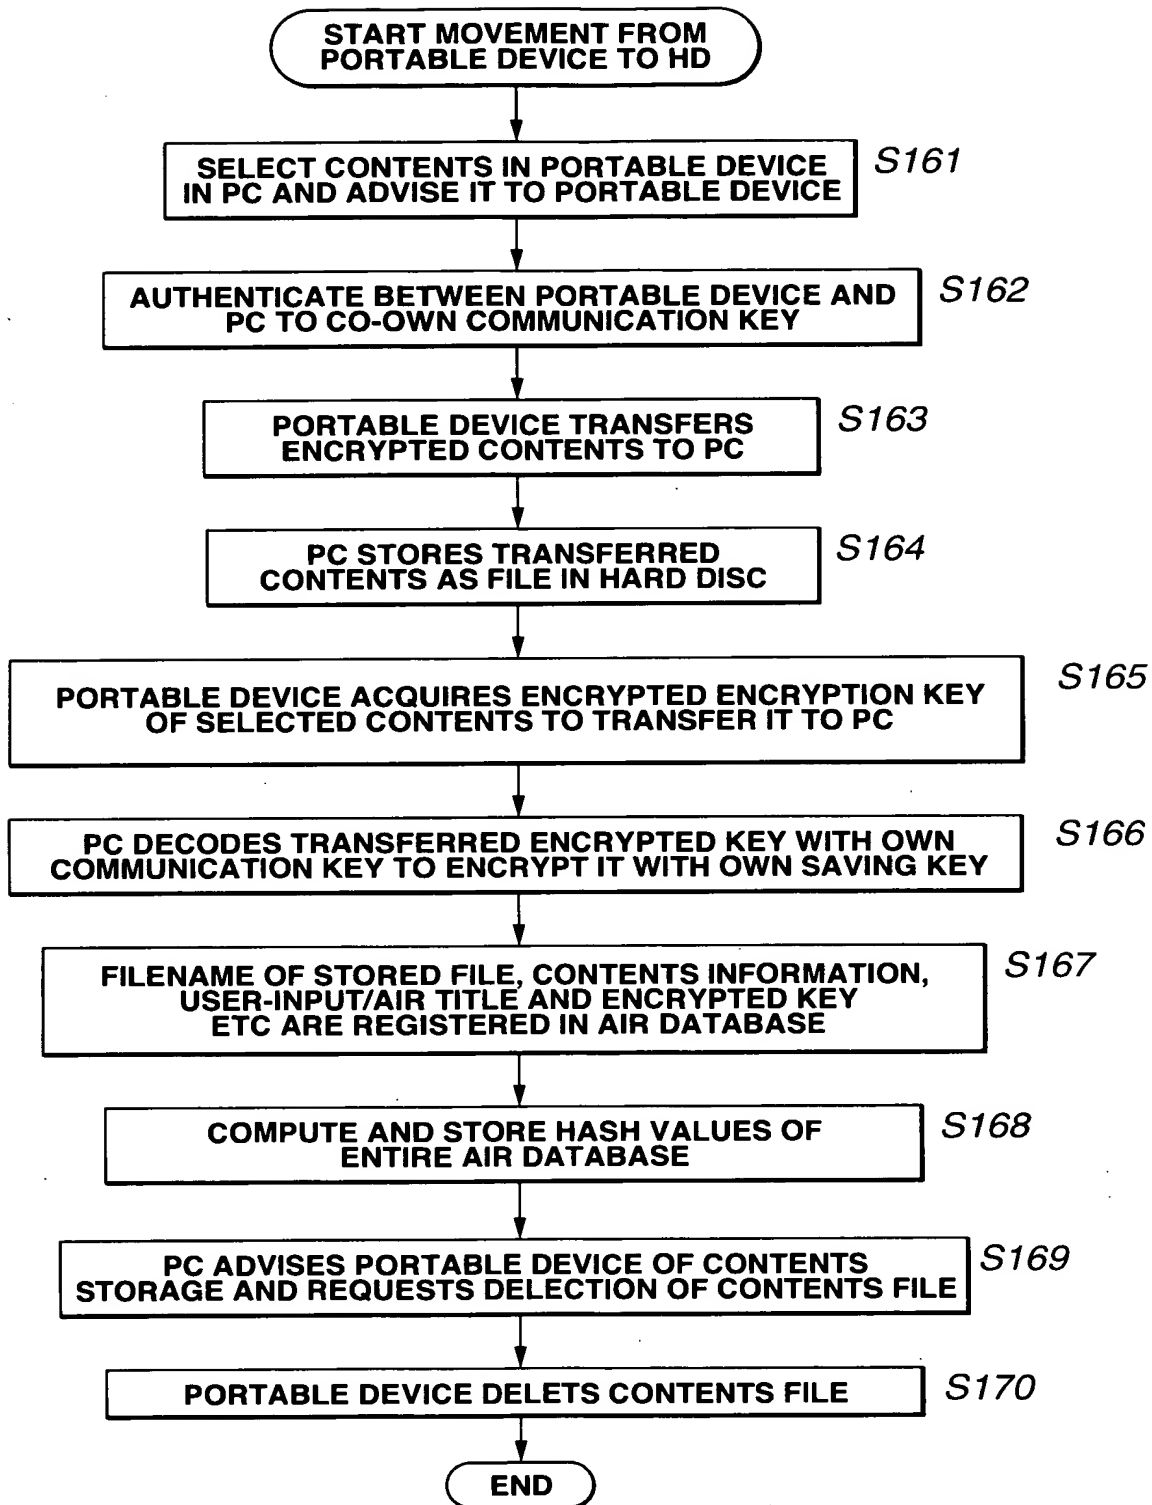 START MOVEMENT FROM
PORTABLE DEVICE TO HD
SELECT CONTENTS IN PORTABLE DEVICE
IN PC AND ADVISE IT TO PORTABLE DEVICE
S161
AUTHENTICATE BETWEEN PORTABLE DEVICE AND
PC TO CO-OWN COMMUNICATION KEY
S162
PORTABLE DEVICE TRANSFERS
ENCRYPTED CONTENTS TO PC
S163
PC STORES TRANSFERRED
CONTENTS AS FILE IN HARD DISC
S164
PORTABLE DEVICE ACQUIRES ENCRYPTED ENCRYPTION KEY
OF SELECTED CONTENTS TO TRANSFER IT TO PC
S165
PC DECODES TRANSFERRED ENCRYPTED KEY WITH OWN
COMMUNICATION KEY TO ENCRYPT IT WITH OWN SAVING KEY
S166
FILENAME OF STORED FILE, CONTENTS INFORMATION,
USER-INPUT/AIR TITLE AND ENCRYPTED KEY
ETC ARE REGISTERED IN AIR DATABASE
S167
COMPUTE AND STORE HASH VALUES OF
ENTIRE AIR DATABASE
S168
PC ADVISES PORTABLE DEVICE OF CONTENTS
STORAGE AND REQUESTS DELECTION OF CONTENTS FILE
S169
PORTABLE DEVICE DELETS CONTENTS FILE
S170
END